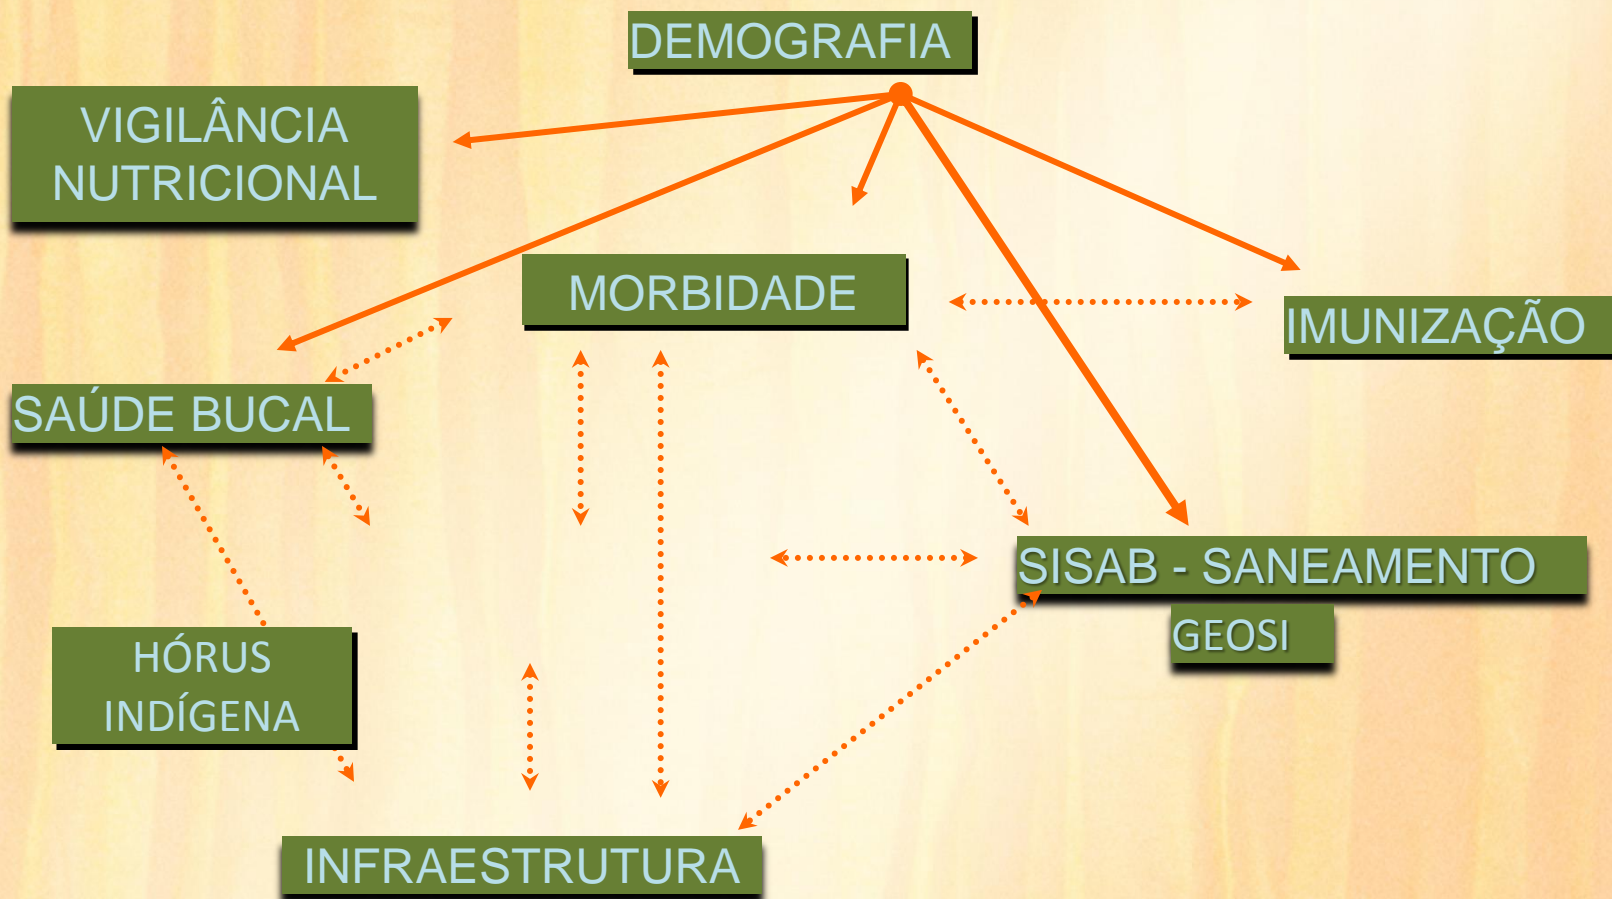 DEMOGRAFIA
VIGILÂNCIA
NUTRICIONAL
MORBIDADE
IMUNIZAÇÃO
SAÚDE BUCAL
SISAB - SANEAMENTO
GEOSI
HÓRUS
INDÍGENA
INFRAESTRUTURA